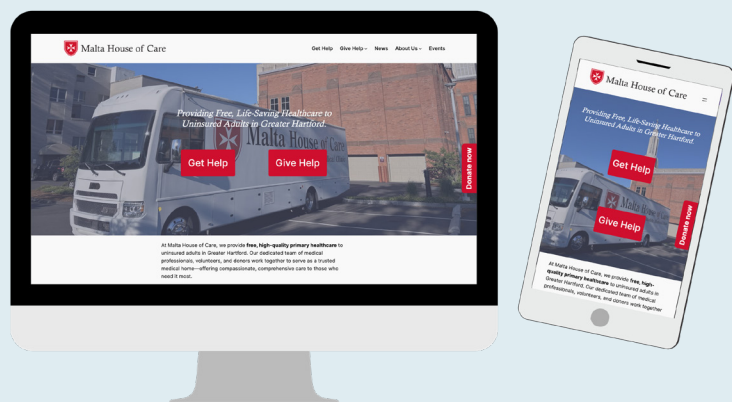 Malta House of Care
Get Help Give Help News About Us Events
Providing Free, Life-Saving Healthcare to
Uninsured Adults in Greater Hartford.
Malta House of Care
Get Help Give Help
Donate now
At Malta House of Care, we provide free, high-quality primary healthcare to
uninsured adults in Greater Hartford. Our dedicated team of medical
professionals, volunteers, and donors work together to serve as a trusted
medical home—offering compassionate, comprehensive care to those who
need it most.
Malta House of Care
Providing Free, Life-Saving Healthcare to
Uninsured Adults in Greater Hartford.
Get Help
Malta House
Give Help
Donate now
At Malta House of Care, we provide free, high-
quality primary healthcare to uninsured adults in
Greater Hartford. Our dedicated team of medical
professionals, volunteers, and donors work together